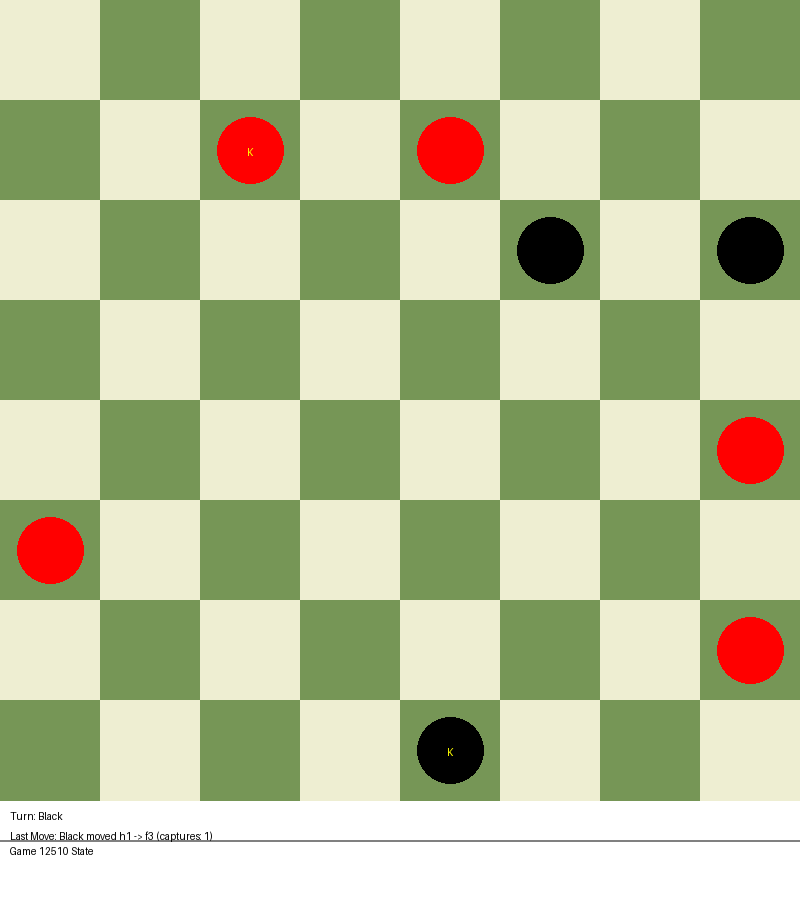 K
K
Turn: Black
Last Move: Black moved h1 -> f3 (captures: 1)
Game 12510 State